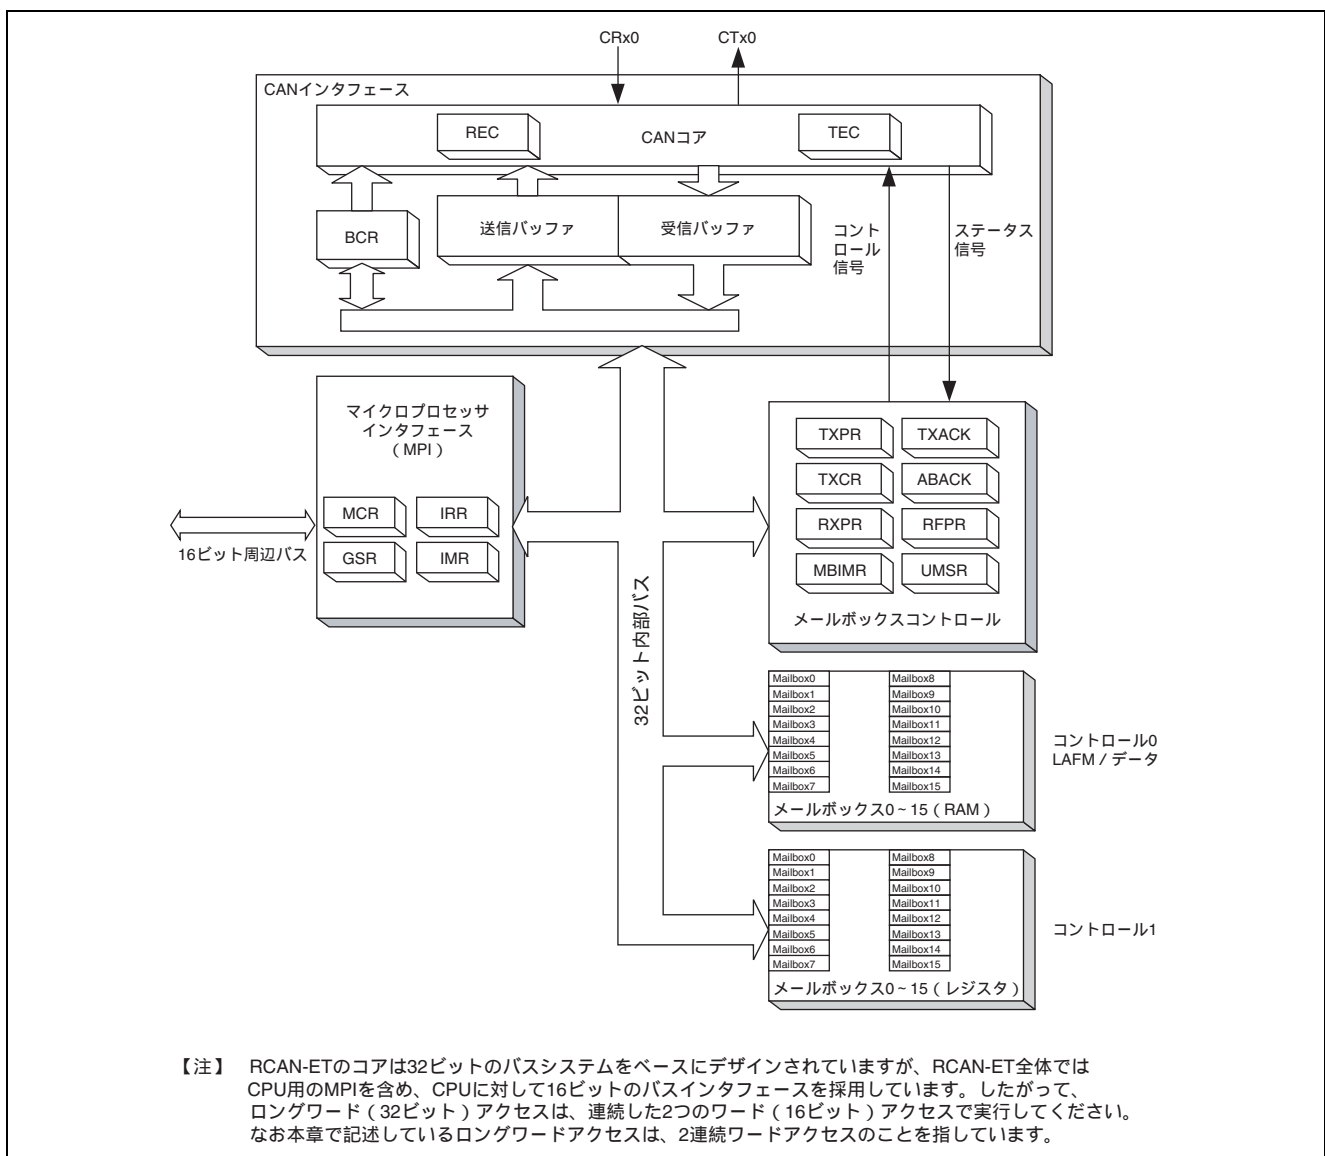 CRx0
CTx0
CANインタフェース
REC
CANコア
TEC
BCR
送信バッファ
受信バッファ
コント
ロール
信号
ステータス
信号
マイクロプロセッサ
インタフェース
（MPI）
MCR
IRR
GSR
IMR
16ビット周辺バス
32ビット内部バス
TXPR
TXACK
TXCR
ABACK
RXPR
RFPR
MBIMR
UMSR
メールボックスコントロール
Mailbox0
Mailbox1
Mailbox2
Mailbox3
Mailbox4
Mailbox5
Mailbox6
Mailbox7
Mailbox8
Mailbox9
Mailbox10
Mailbox11
Mailbox12
Mailbox13
Mailbox14
Mailbox15
メールボックス0~15（RAM）
コントロール0
LAFM / データ
Mailbox0
Mailbox1
Mailbox2
Mailbox3
Mailbox4
Mailbox5
Mailbox6
Mailbox7
Mailbox8
Mailbox9
Mailbox10
Mailbox11
Mailbox12
Mailbox13
Mailbox14
Mailbox15
メールボックス0~15（レジスタ）
コントロール1
【注】 RCAN-ETのコアは32ビットのバスシステムをベースにデザインされていますが、RCAN-ET全体では
CPU用のMPIを含め、CPUに対して16ビットのバスインタフェースを採用しています。したがって、
ロングワード（32ビット）アクセスは、連続した2つのワード（16ビット）アクセスで実行してください。
なお本章で記述しているロングワードアクセスは、2連続ワードアクセスのことを指しています。